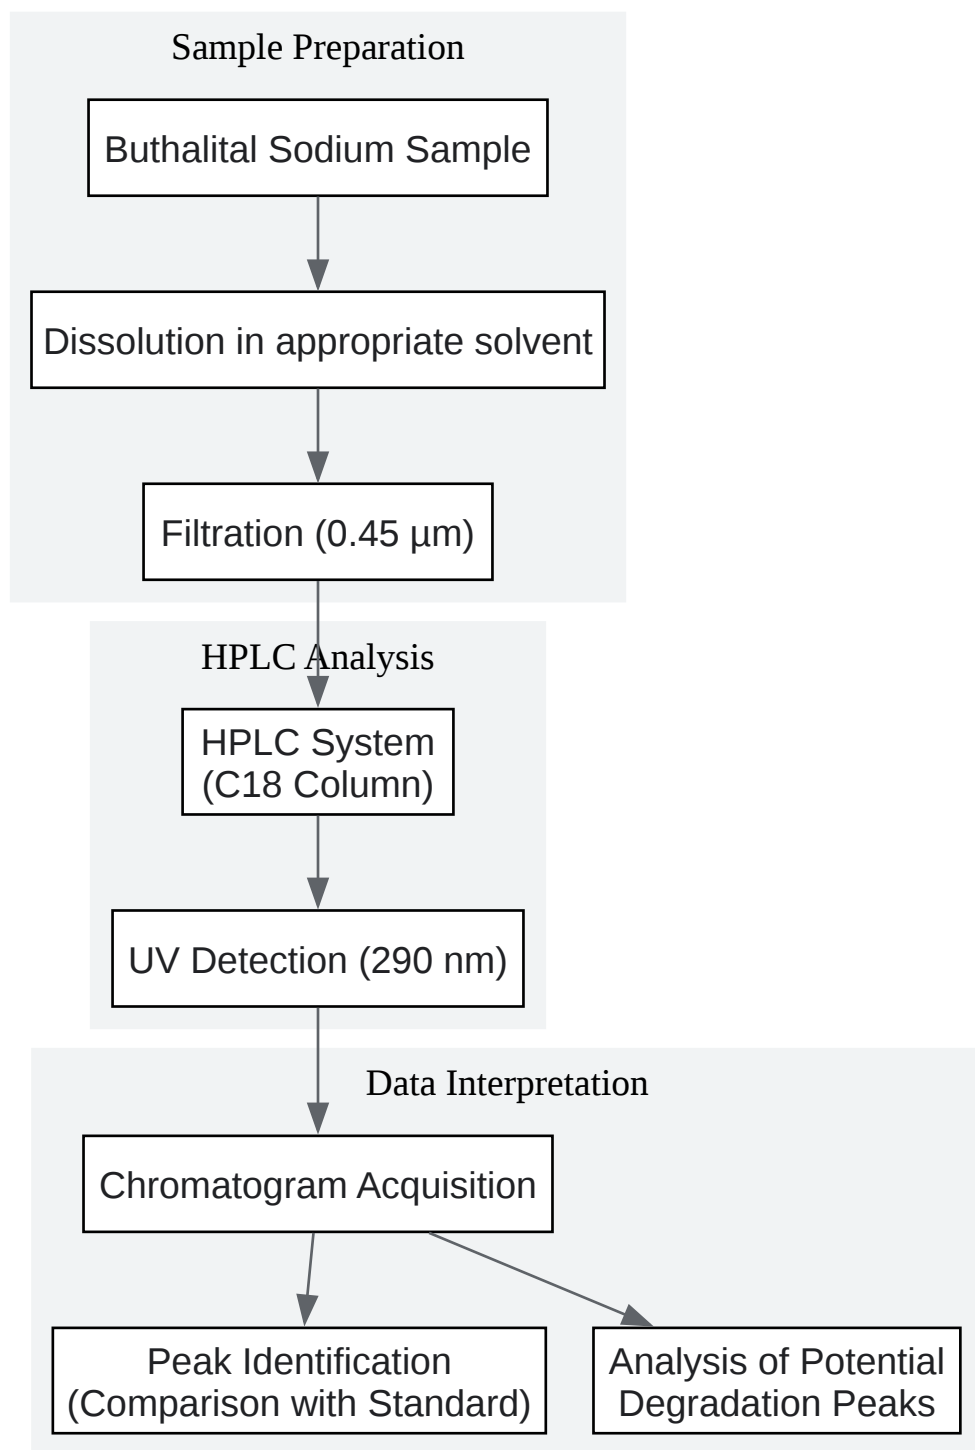 Sample Preparation
Buthalital Sodium Sample
Dissolution in appropriate solvent
Filtration (0.45 µm)
HPLC Analysis
HPLC System
(C18 Column)
UV Detection (290 nm)
Data Interpretation
Chromatogram Acquisition
Peak Identification
(Comparison with Standard)
Analysis of Potential
Degradation Peaks